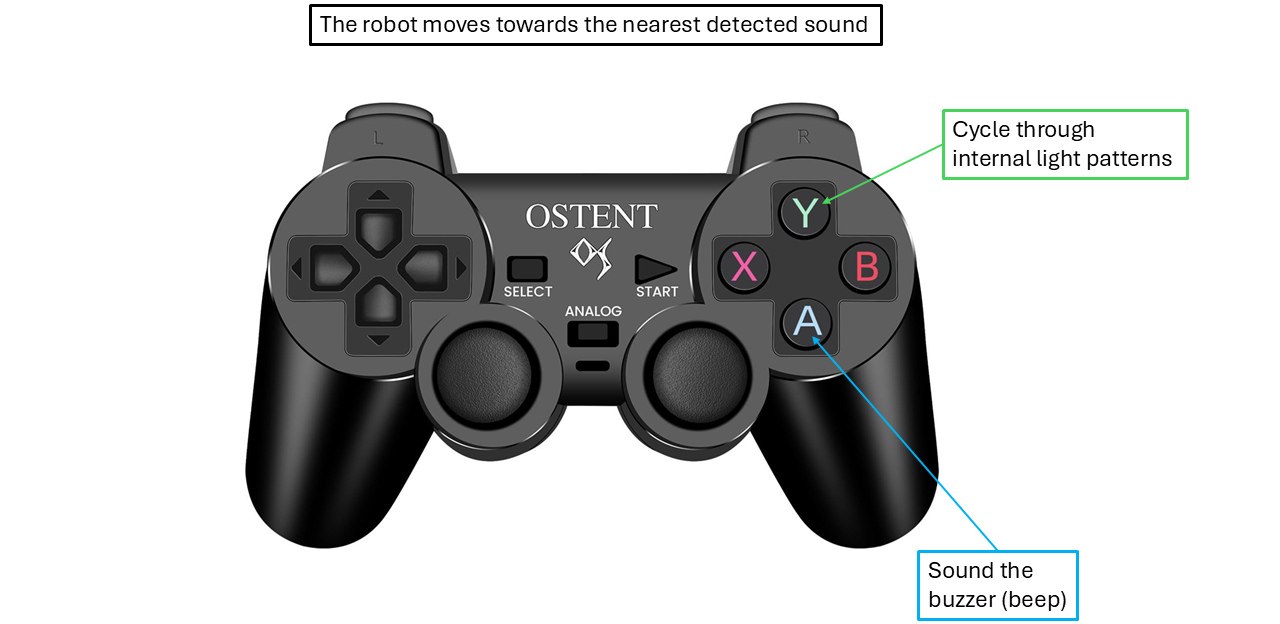 The robot moves towards the nearest detected sound
L
R
Cycle through
internal light patterns
OSTENT
Y
X
B
SELECT
START
ANALOG
A
Sound the
buzzer (beep)